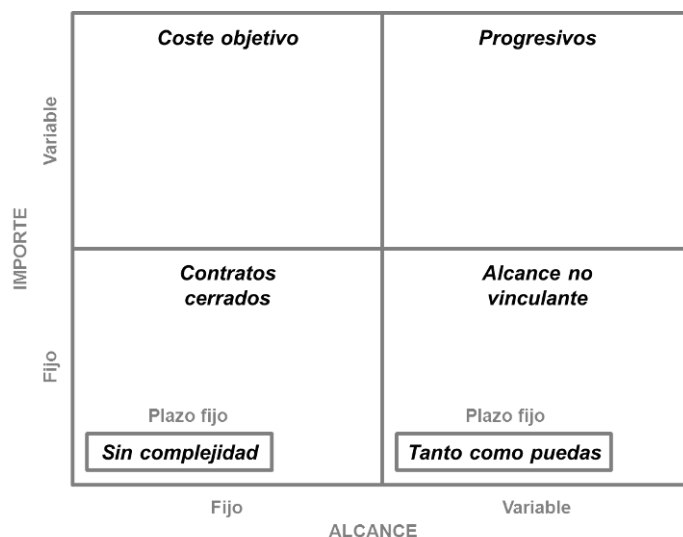 Coste objetivo
Progresivos
Variable
IMPORTE
Contratos
cerrados
Alcance no
vinculante
Fijo
Plazo fijo
Plazo fijo
Sin complejidad
Tanto como puedas
Fijo
Variable
ALCANCE